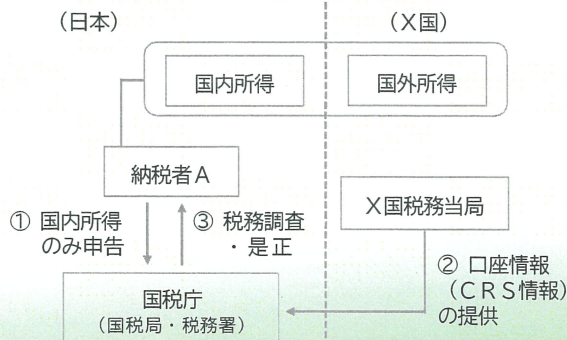 （日本）
（X国）
国内所得
国外所得
納税者A
X国税務当局
① 国内所得
のみ申告
③ 税務調査
・是正
② 口座情報
（CRS情報）
の提供
国税庁
（国税局・税務署）